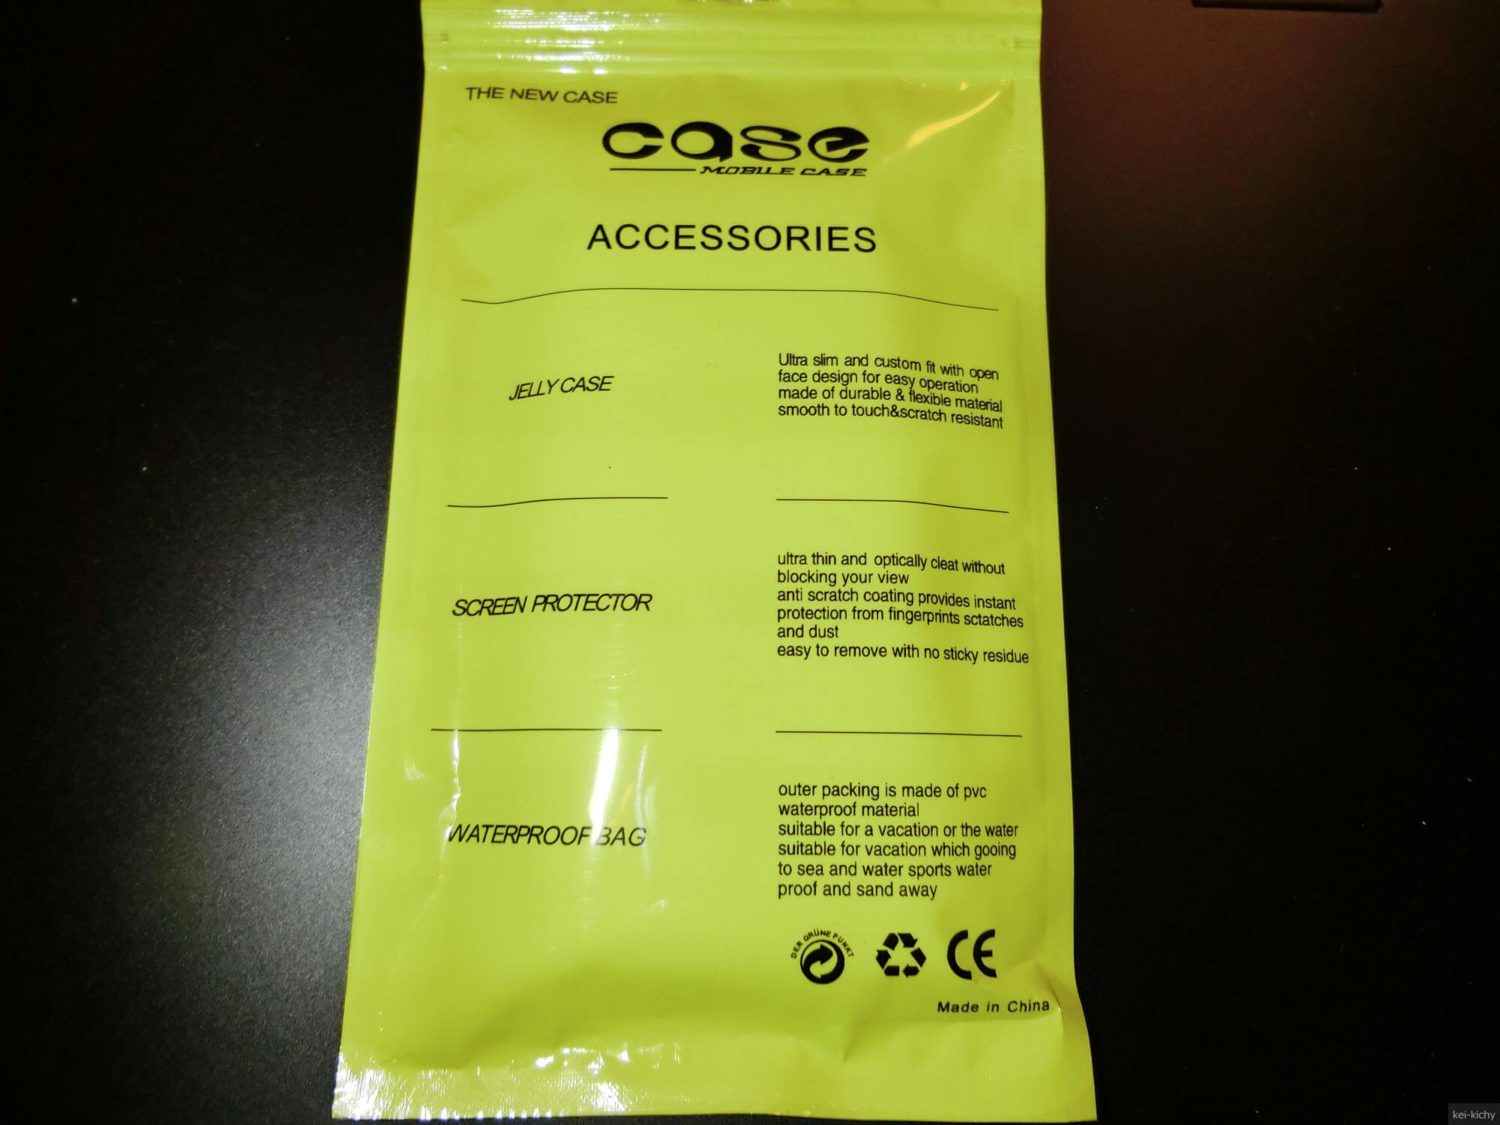 THE NEW CASE
case
MOBILE CASE
ACCESSORIES
JELLY CASE
Ultra slim and custom fit with open
face design for easy operation
made of durable & flexible material
smooth to touch&scratch resistant
SCREEN PROTECTOR
ultra thin and optically cleat without
blocking your view
anti scratch coating provides instant
protection from fingerprints sctatches
and dust
easy to remove with no sticky residue
WATERPROOF BAG
outer packing is made of pvc
waterproof material
suitable for a vacation or the water
suitable for vacation which gooing
to sea and water sports water
proof and sand away
DER GRÜNE PUNKT
CE
Made in China
kei-kichy